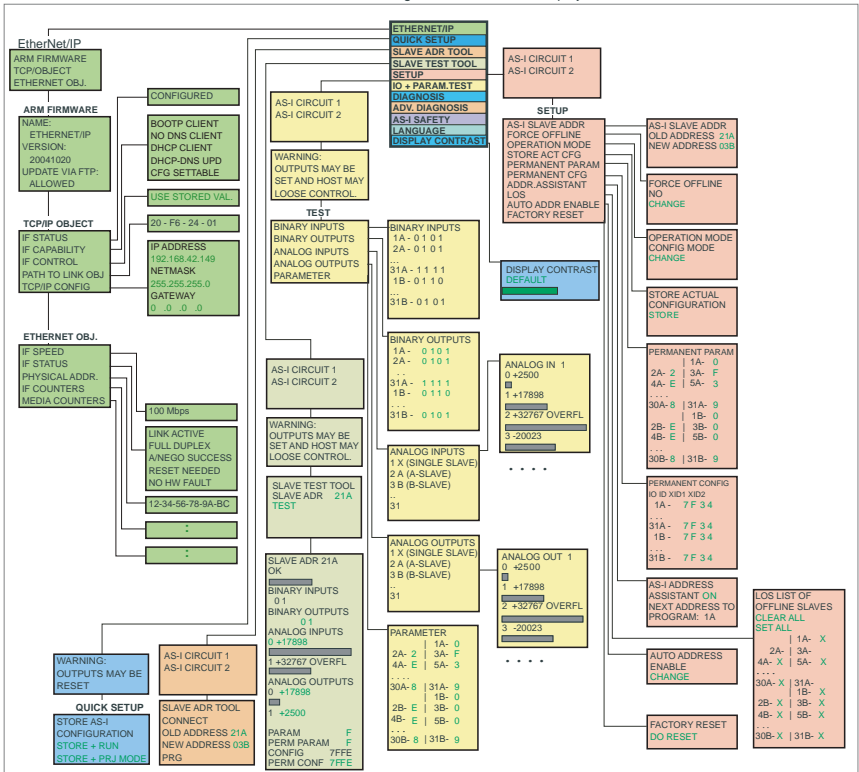 ETHERNET/IP
QUICK SETUP
SLAVE ADR TOOL
SLAVE TEST TOOL
SETUP
IO + PARAM.TEST
DIAGNOSIS
ADV. DIAGNOSIS
AS-I SAFETY
LANGUAGE
DISPLAY CONTRAST
EtherNet/IP
ARM FIRMWARE
TCP/OBJECT
ETHERNET OBJ.
ARM FIRMWARE
NAME:
ETHERNET/IP
VERSION:
20041020
UPDATE VIA FTP:
ALLOWED
TCP/IP OBJECT
IF STATUS
IF CAPABILITY
IF CONTROL
PATH TO LINK OBJ
TCP/IP CONFIG
ETHERNET OBJ.
IF SPEED
IF STATUS
PHYSICAL ADDR.
IF COUNTERS
MEDIA COUNTERS
CONFIGURED
BOOTP CLIENT
NO DNS CLIENT
DHCP CLIENT
DHCP-DNS UPD
CFG SETTABLE
USE STORED VAL.
20 - F6 - 24 - 01
IP ADDRESS
192.168.42.149
NETMASK
255.255.255.0
GATEWAY
0 .0 .0 .0
100 Mbps
LINK ACTIVE
FULL DUPLEX
A/NEGO SUCCESS
RESET NEEDED
NO HW FAULT
12-34-56-78-9A-BC
:
:
WARNING:
OUTPUTS MAY BE
RESET
QUICK SETUP
STORE AS-I
CONFIGURATION
STORE + RUN
STORE + PRJ MODE
AS-I CIRCUIT 1
AS-I CIRCUIT 2
SLAVE ADR TOOL
CONNECT
OLD ADDRESS 21A
NEW ADDRESS 03B
PRG
AS-I CIRCUIT 1
AS-I CIRCUIT 2
WARNING:
OUTPUTS MAY BE
SET AND HOST MAY
LOOSE CONTROL.
SLAVE TEST TOOL
SLAVE ADR 21A
TEST
SLAVE ADR 21A
OK
BINARY INPUTS
0 1
BINARY OUTPUTS
0 1
ANALOG INPUTS
0 +17898
1 +32767 OVERFL
ANALOG OUTPUTS
0 +17898
1 +2500
PARAM F
PERM PARAM F
CONFIG 7FFE
PERM CONF 7FFE
AS-I CIRCUIT 1
AS-I CIRCUIT 2
WARNING:
OUTPUTS MAY BE
SET AND HOST MAY
LOOSE CONTROL.
TEST
BINARY INPUTS
BINARY OUTPUTS
ANALOG INPUTS
ANALOG OUTPUTS
PARAMETER
BINARY INPUTS
1A - 0 1 0 1
2A - 0 1 0 1
...
31A - 1 1 1 1
1B - 0 1 1 0
...
31B - 0 1 0 1
BINARY OUTPUTS
1A - 0 1 0 1
2A - 0 1 0 1
. . .
31A - 1 1 1 1
1B - 0 1 1 0
...
31B - 0 1 0 1
ANALOG INPUTS
1 X (SINGLE SLAVE)
2 A (A-SLAVE)
3 B (B-SLAVE)
..
31
ANALOG OUTPUTS
1 X (SINGLE SLAVE)
2 A (A-SLAVE)
3 B (B-SLAVE)
..
31
PARAMETER
| 1A- 0
2A- 2 | 3A- F
4A- E | 5A- 3
. . . .
30A- 8 |31A- 9
| 1B- 0
2B- E | 3B- 0
4B- E | 5B- 0
. . .
30B- 8 | 31B- 9
ANALOG IN 1
0 +2500
1 +17898
2 +32767 OVERFL
3 -20023
. . . .
ANALOG OUT 1
0 +2500
1 +17898
2 +32767 OVERFL
3 -20023
. . . .
DISPLAY CONTRAST
DEFAULT
AS-I CIRCUIT 1
AS-I CIRCUIT 2
SETUP
AS-I SLAVE ADDR
FORCE OFFLINE
OPERATION MODE
STORE ACT CFG
PERMANENT PARAM
PERMANENT CFG
ADDR.ASSISTANT
LOS
AUTO ADDR ENABLE
FACTORY RESET
AS-I SLAVE ADDR
OLD ADDRESS 21A
NEW ADDRESS 03B
FORCE OFFLINE
NO
CHANGE
OPERATION MODE
CONFIG MODE
CHANGE
STORE ACTUAL
CONFIGURATION
STORE
PERMANENT PARAM
| 1A- 0
2A- 2 | 3A- F
4A- E | 5A- 3
. . . .
30A- 8 |31A- 9
| 1B- 0
2B- E | 3B- 0
4B- E | 5B- 0
. . .
30B- 8 | 31B- 9
PERMANENT CONFIG
IO ID XID1 XID2
1A - 7 F 3 4
. . .
31A - 7 F 3 4
1B - 7 F 3 4
. . .
31B - 7 F 3 4
AS-I ADDRESS
ASSISTANT ON
NEXT ADDRESS TO
PROGRAM: 1A
AUTO ADDRESS
ENABLE
CHANGE
FACTORY RESET
DO RESET
LOS LIST OF
OFFLINE SLAVES
CLEAR ALL
SET ALL
| 1A- X
2A- | 3A-
4A- X | 5A- X
. . . .
30A- X |31A-
| 1B- X
2B- X | 3B- X
4B- X | 5B- X
. . .
30B- X | 31B- X